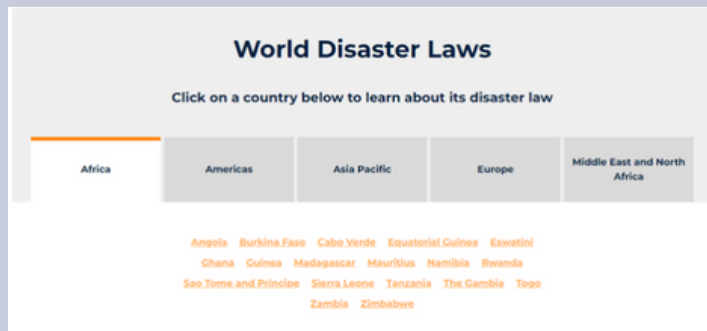 World Disaster Laws
Click on a country below to learn about its disaster law
Africa
Americas
Asia Pacific
Europe
Middle East and North
Africa
Angola Burkina Faso Cabo Verde Equatorial Guinea Eswatini
Ghana Guinea Madagascar Mauritius Namibia Rwanda
Sao Tome and Principe Sierra Leone Tanzania The Gambia Togo
Zambia Zimbabwe